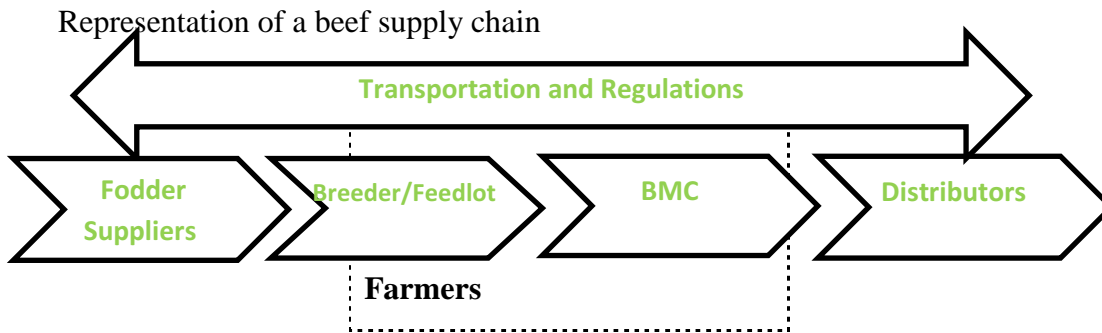 Representation of a beef supply chain
Transportation and Regulations
Fodder
Suppliers
Breeder/Feedlot
BMC
Distributors
Farmers